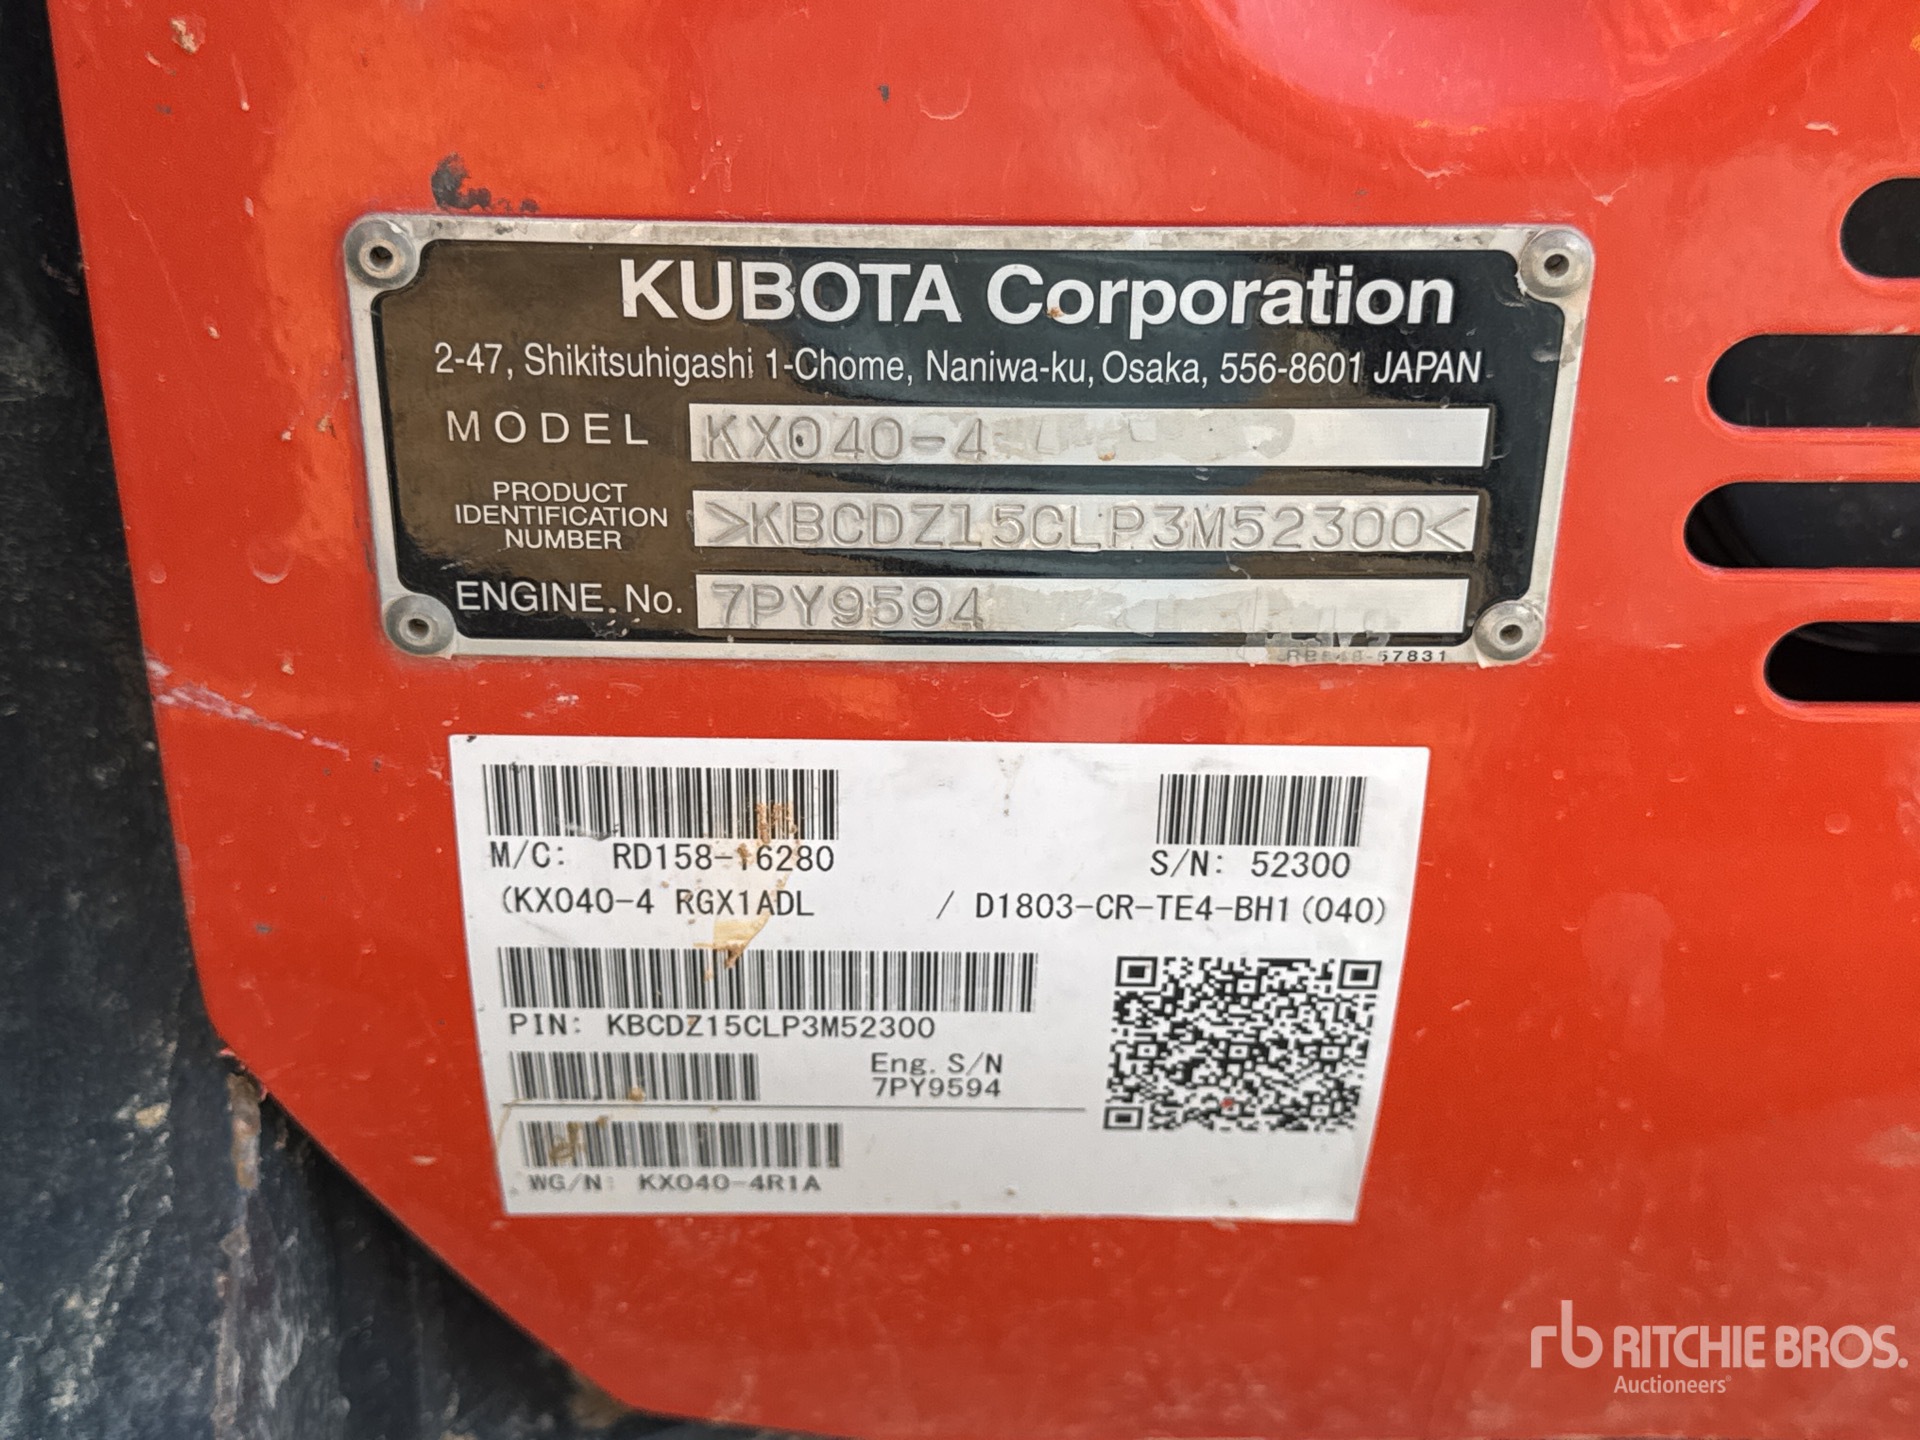 KUBOTA Corporation
2-47, Shikitsuhigashi 1-Chome, Naniwa-ku, Osaka, 556-8601 JAPAN
MODEL KX040-4
PRODUCT IDENTIFICATION NUMBER >KBCDZ15CLP3M52300<
ENGINE.No. 7PY9594
57831
M/C: RD158-16280 S/N: 52300
(KX040-4 RGX1ADL / D1803-CR-TE4-BH1(040)
PIN: KBCDZ15CLP3M52300
Eng. S/N
7PY9594
WG/N: KX040-4R1A
rb RITCHIE BROS.
Auctioneers